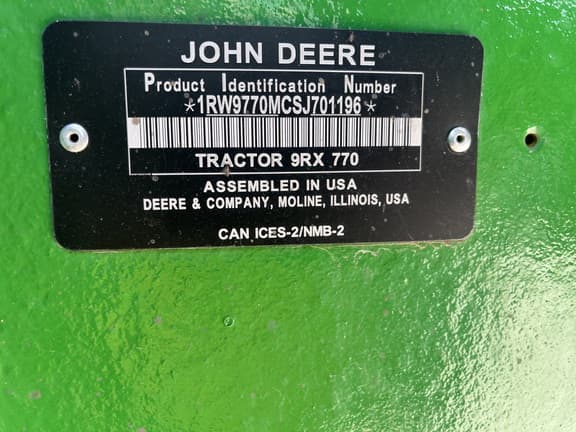 JOHN DEERE
Product Identification Number
*1RW9770MCSJ701196*
TRACTOR 9RX 770
ASSEMBLED IN USA
DEERE & COMPANY, MOLINE, ILLINOIS, USA
CAN ICES-2/NMB-2